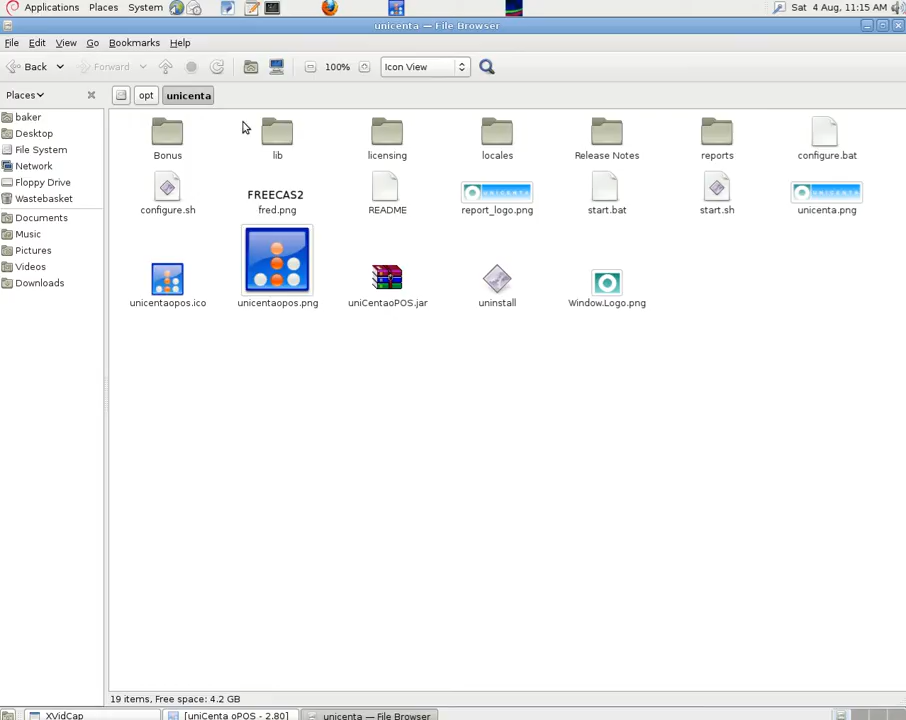 Applications Places System Sat 4 Aug, 11:15 AM
unicenta — File Browser
File Edit View Go Bookmarks Help
Back Forward 100% Icon View
Places opt unicenta
baker
Desktop
File System
Network
Floppy Drive
Wastebasket
Documents
Music
Pictures
Videos
Downloads
Bonus lib licensing locales Release Notes reports configure.bat
FREECAS2
UNICENTA UNICENTA
configure.sh fred.png README report_logo.png start.bat start.sh unicenta.png
unicentaopos.ico unicentaopos.png uniCentaoPOS.jar uninstall Window.Logo.png
19 items, Free space: 4.2 GB
XVidCap [uniCenta oPOS - 2.80] unicenta — File Browser